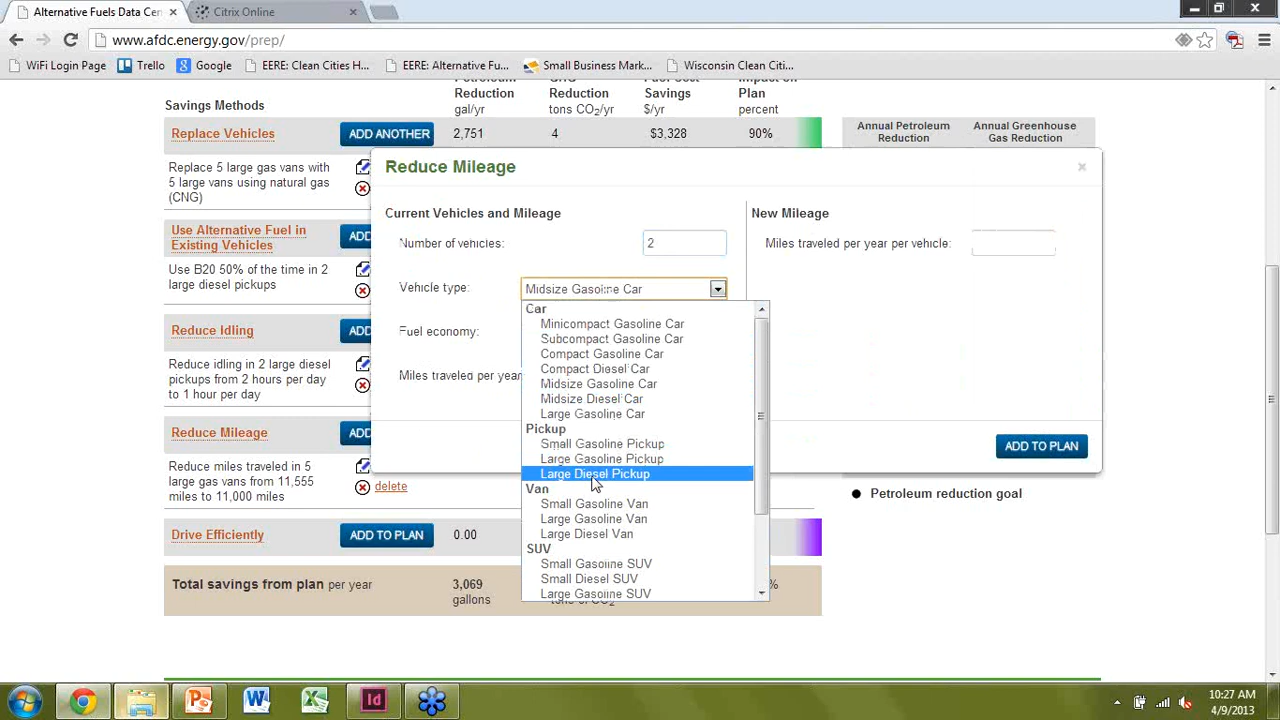 Alternative Fuels Data Cen
Citrix Online
www.afdc.energy.gov/prep/
WiFi Login Page
Trello
Google
EERE: Clean Cities H...
EERE: Alternative Fu...
Small Business Mark...
Wisconsin Clean Citi...
Savings Methods
Petroleum
Reduction
gal/yr
GHG
Reduction
tons CO2/yr
Fuel Cost
Savings
$/yr
Impact on
Plan
percent
Replace Vehicles
ADD ANOTHER
2,751
4
$3,328
90%
Annual Petroleum
Reduction
Annual Greenhouse
Gas Reduction
Replace 5 large gas vans with
5 large vans using natural gas
(CNG)
Use Alternative Fuel in
Existing Vehicles
ADD
Use B20 50% of the time in 2
large diesel pickups
Reduce Idling
ADD
Reduce idling in 2 large diesel
pickups from 2 hours per day
to 1 hour per day
Reduce Mileage
ADD
Reduce miles traveled in 5
large gas vans from 11,555
miles to 11,000 miles
delete
Drive Efficiently
ADD TO PLAN
0.00
Total savings from plan per year
3,069
gallons
tons of CO2
%
Reduce Mileage
×
Current Vehicles and Mileage
Number of vehicles:
2
Vehicle type:
Midsize Gasoline Car
Fuel economy:
Miles traveled per year
New Mileage
Miles traveled per year per vehicle:
ADD TO PLAN
Car
Minicompact Gasoline Car
Subcompact Gasoline Car
Compact Gasoline Car
Compact Diesel Car
Midsize Gasoline Car
Midsize Diesel Car
Large Gasoline Car
Pickup
Small Gasoline Pickup
Large Gasoline Pickup
Large Diesel Pickup
Van
Small Gasoline Van
Large Gasoline Van
Large Diesel Van
SUV
Small Gasoline SUV
Small Diesel SUV
Large Gasoline SUV
Petroleum reduction goal
10:27 AM
4/9/2013